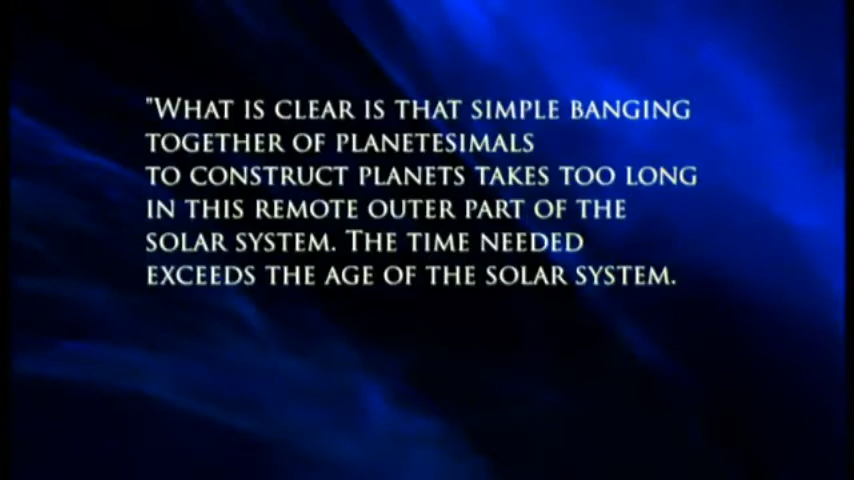 "What is clear is that simple banging
together of planetesimals
to construct planets takes too long
in this remote outer part of the
solar system. The time needed
exceeds the age of the solar system.